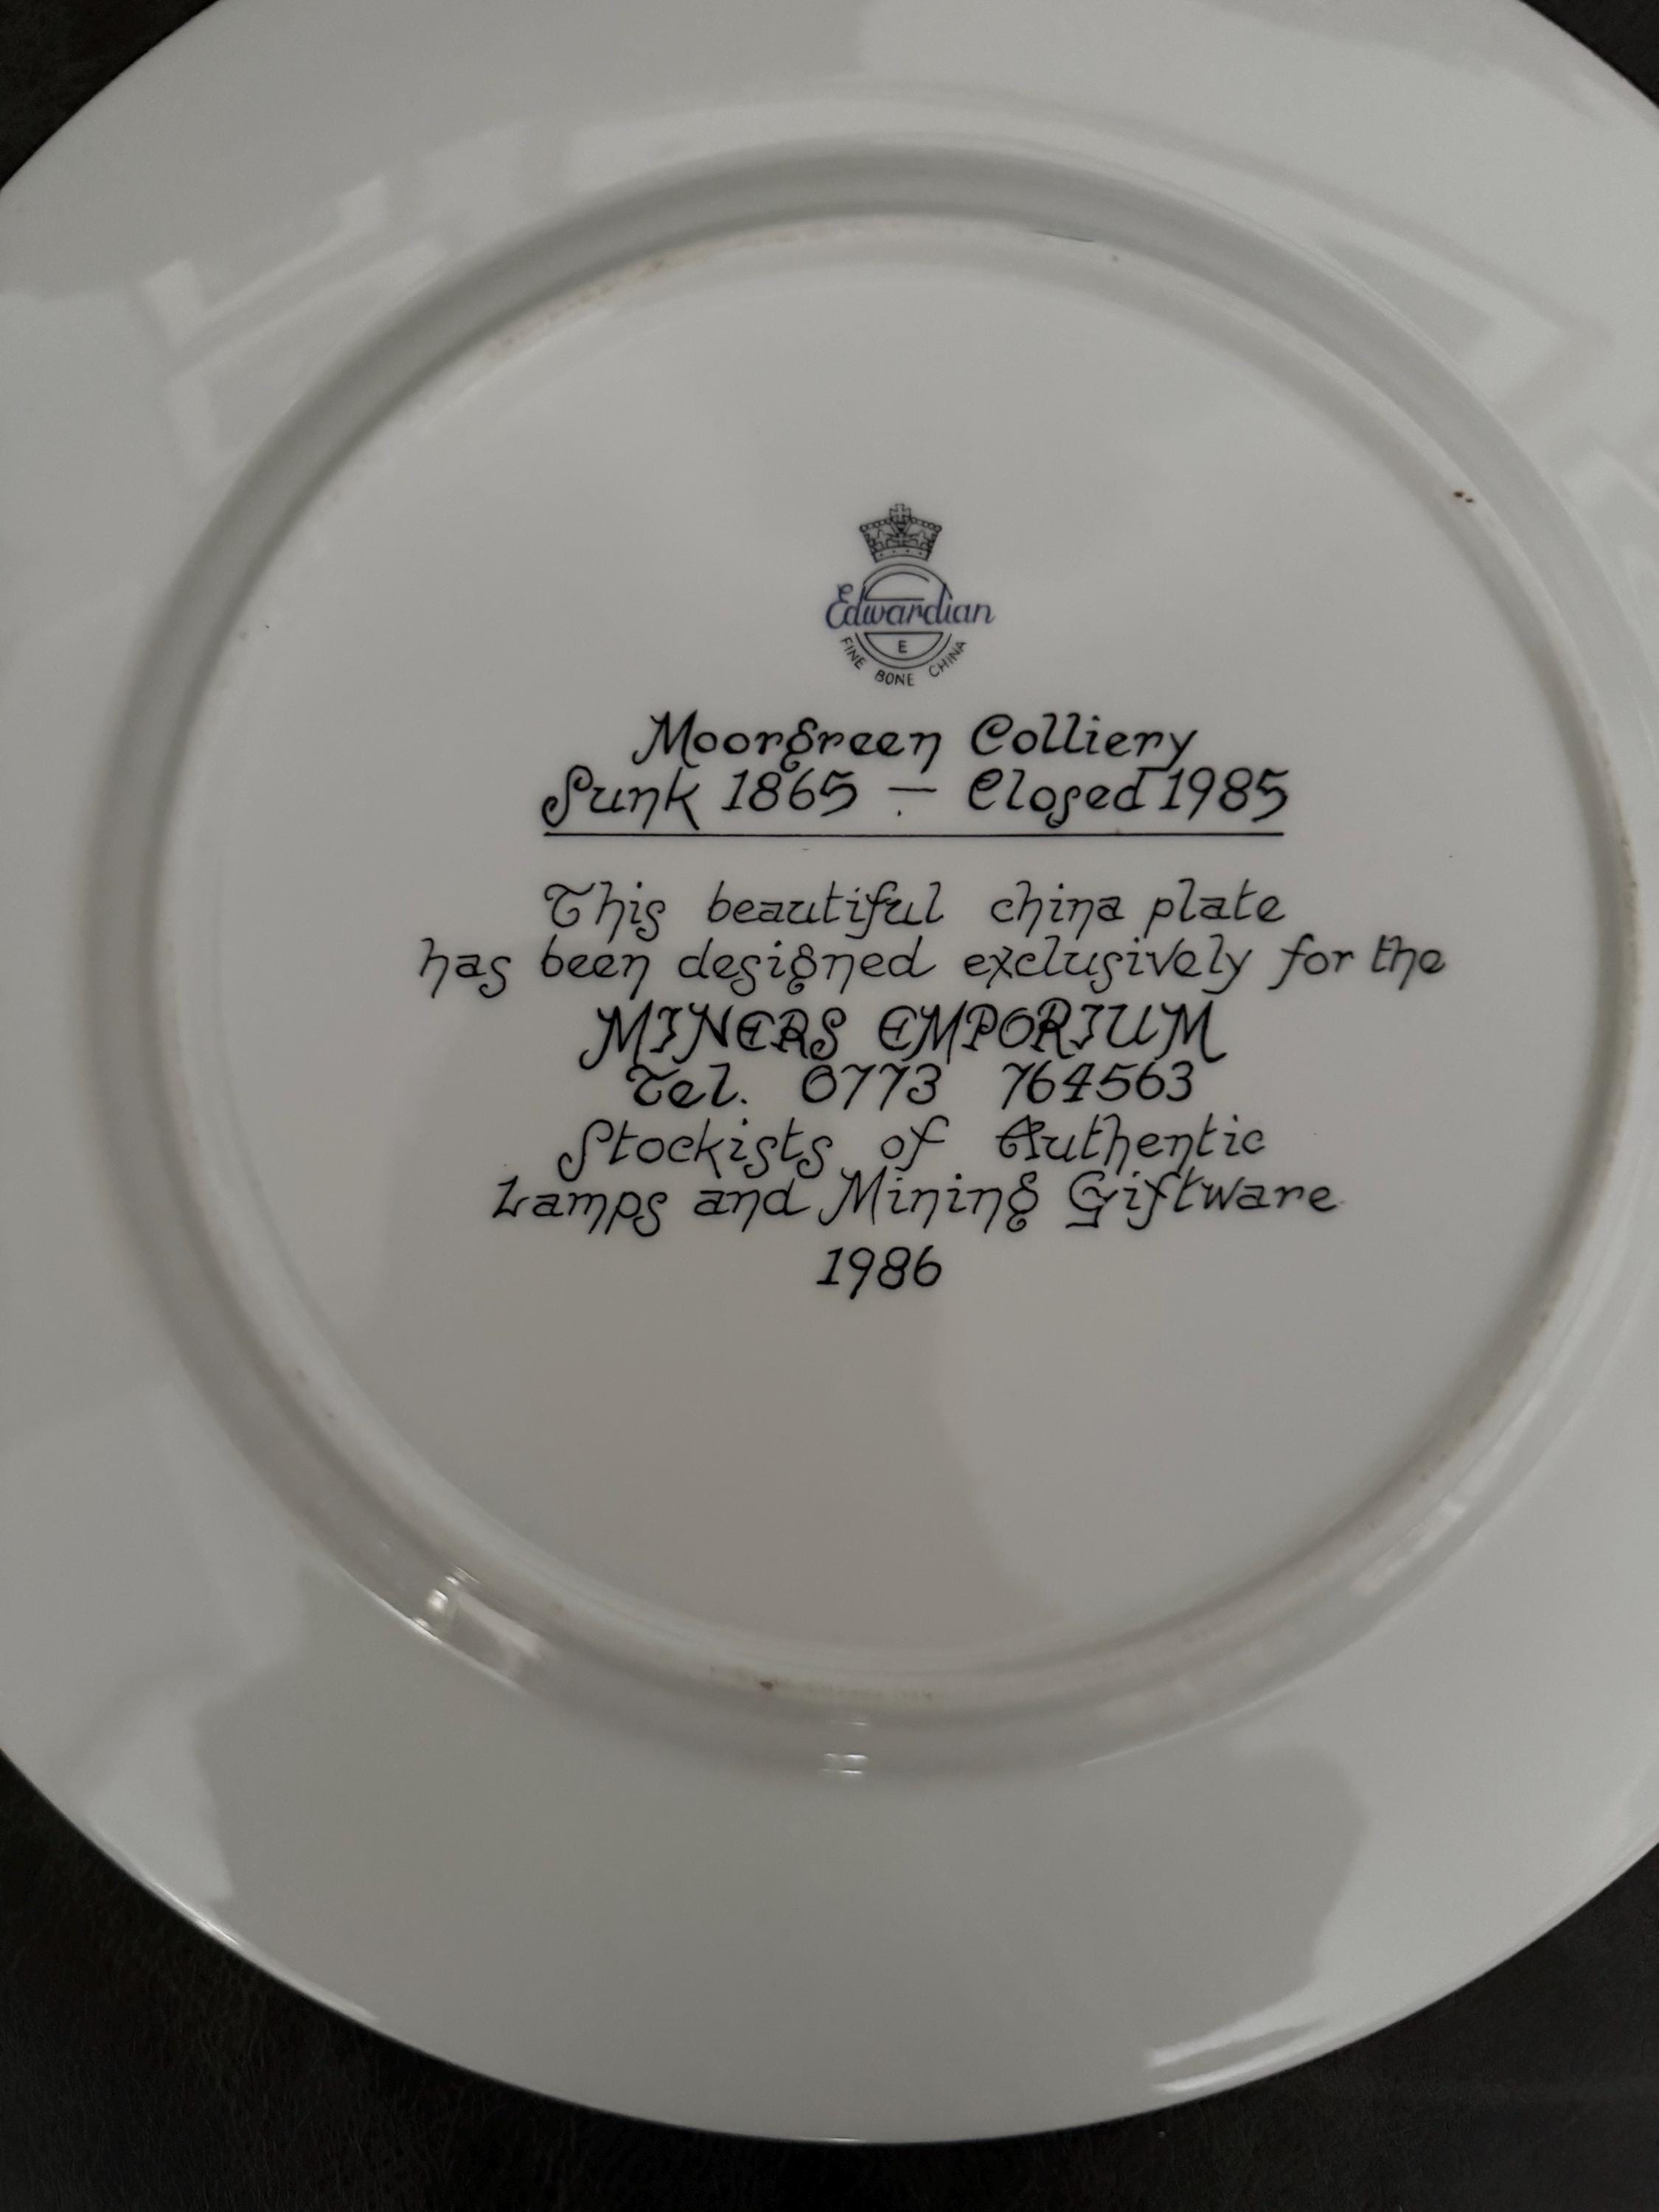 Edwardian
E
FINE BONE CHINA
Moorgreen Colliery
Sunk 1865 – Closed 1985
This beautiful china plate
has been designed exclusively for the
MINERS EMPORIUM
Tel. 0773 764563
Stockists of Authentic
Lamps and Mining Giftware
1986